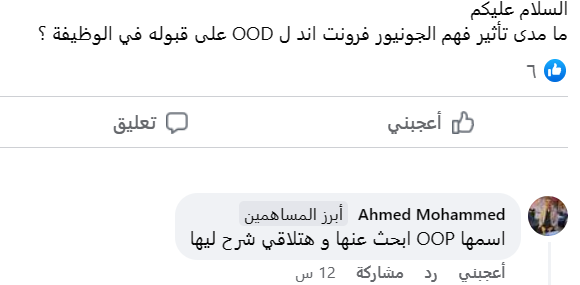 السلام عليكم
ما مدى تأثير فهم الجونيور فرونت اند ل OOD على قبوله في الوظيفة ؟
٦
أعجبني تعليق
Ahmed Mohammed أبرز المساهمين
اسمها OOP ابحث عنها و هتلاقي شرح ليها
أعجبني رد مشاركة 12 س